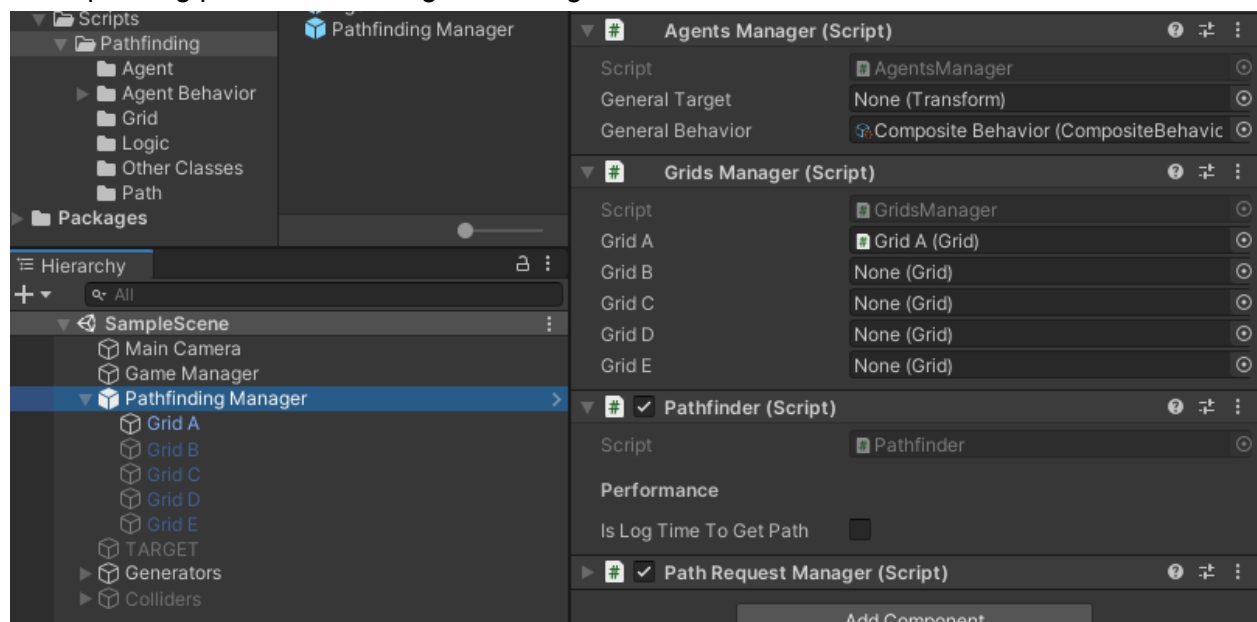 Scripts
Pathfinding
Agent
Agent Behavior
Grid
Logic
Other Classes
Path
Packages
Pathfinding Manager
Hierarchy
All
SampleScene
Main Camera
Game Manager
Pathfinding Manager
Grid A
Grid B
Grid C
Grid D
Grid E
TARGET
Generators
Colliders
Agents Manager (Script)
Script AgentsManager
General Target None (Transform)
General Behavior Composite Behavior (CompositeBehavic
Grids Manager (Script)
Script GridsManager
Grid A Grid A (Grid)
Grid B None (Grid)
Grid C None (Grid)
Grid D None (Grid)
Grid E None (Grid)
Pathfinder (Script)
Script Pathfinder
Performance
Is Log Time To Get Path
Path Request Manager (Script)
Add Component